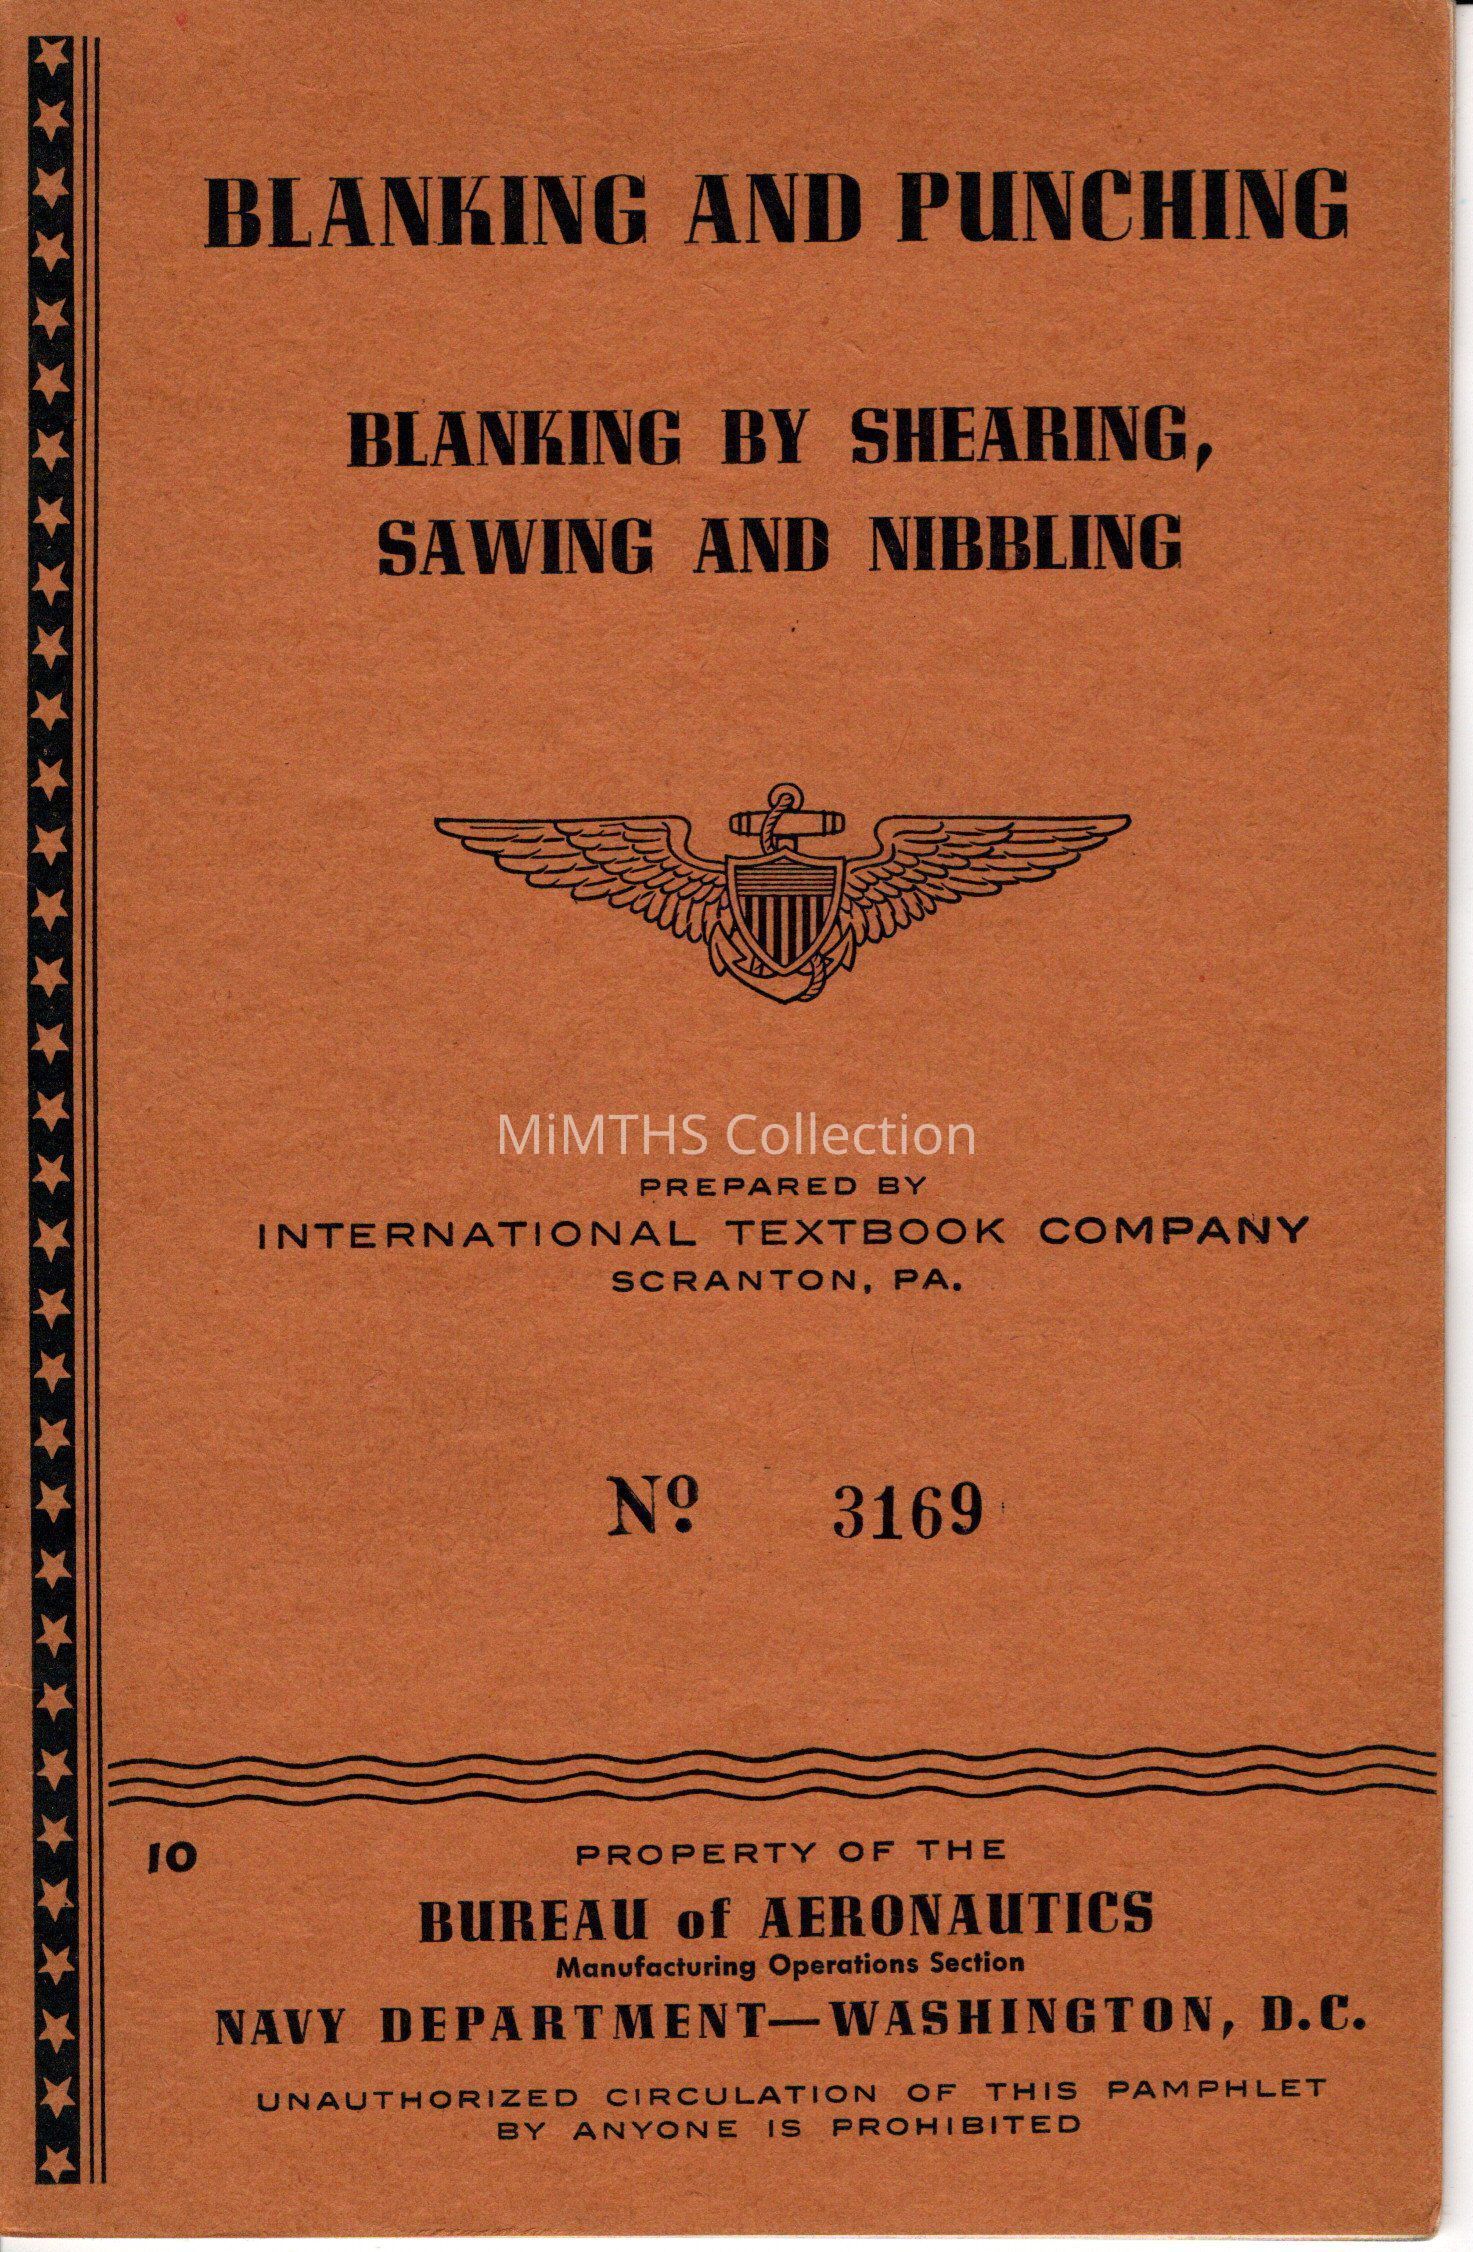 BLANKING AND PUNCHING
BLANKING BY SHEARING,
SAWING AND NIBBLING
MiMTHS Collection
PREPARED BY
INTERNATIONAL TEXTBOOK COMPANY
SCRANTON, PA.
Nº 3169
10
PROPERTY OF THE
BUREAU of AERONAUTICS
Manufacturing Operations Section
NAVY DEPARTMENT—WASHINGTON, D.C.
UNAUTHORIZED CIRCULATION OF THIS PAMPHLET
BY ANYONE IS PROHIBITED